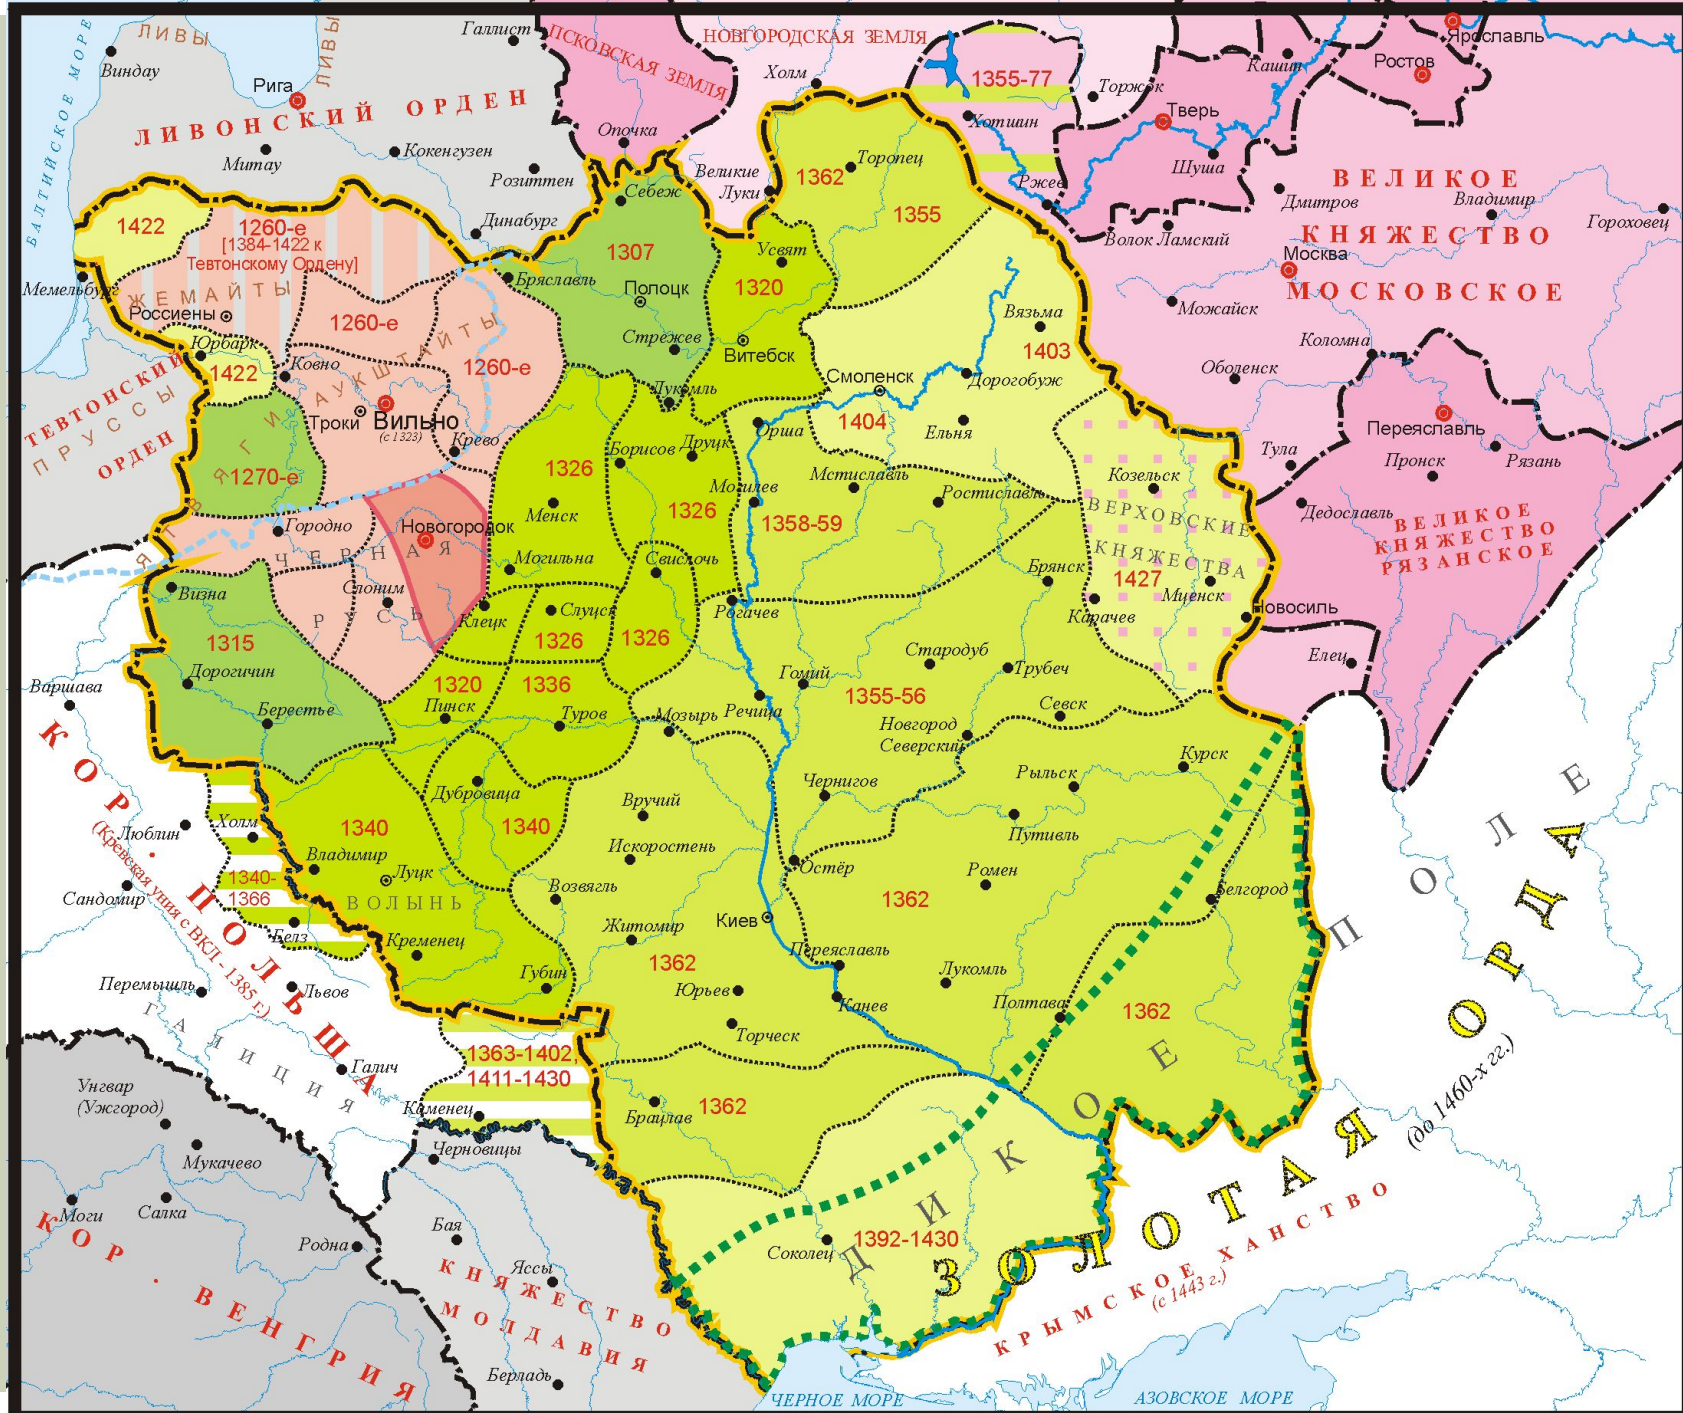 БАЛТИЙСКОЕ МОРЕ
ЛИВЫ
ЛИВЫ
Виндау
Рига
Галлист
ЛИВОНСКИЙ ОРДЕН
Митау
Кокенгузен
Розиттен
Динабург
ПСКОВСКАЯ ЗЕМЛЯ
Опочка
НОВГОРОДСКАЯ ЗЕМЛЯ
Холм
Великие
Луки
1355-77
Хотшин
Торжок
Ржев
Тверь
Шуша
Кашин
Ярославль
Ростов
Дмитров
Владимир
Гороховец
Волок Ламский
ВЕЛИКОЕ
КНЯЖЕСТВО
МОСКОВСКОЕ
Москва
Можайск
Коломна
Оболенск
Переяславль
Рязань
Пронск
Тула
Дедославль
ВЕЛИКОЕ
КНЯЖЕСТВО
РЯЗАНСКОЕ
Новосиль
Елец
1422
1260-е
[1384-1422 к
Тевтонскому Ордену]
ЖЕМАЙТЫ
Мемельбург
Россиены
Юрбарк
1422
Ковно
1260-е
1260-е
АУКШТАЙТЫ
ЯТВЯГИ
ТЕВТОНСКИЙ
ОРДЕН
ПРУССЫ
Троки
Вильно
(с 1323)
Крево
1270-е
Городно
Новогородок
ЧЕРНАЯ
РУСЬ
Слоним
Клецк
Визна
1315
Дорогичин
Берестье
Себеж
1307
Бряславль
Полоцк
Стрежев
Лукомль
Усвят
1320
Витебск
1362
Торопец
1355
Вязьма
1403
Смоленск
Дорогобуж
1404
Ельня
Орша
Борисов
Друцк
1326
Менск
Могилев
1326
Могильна
Свислочь
Слуцк
1326
1326
Рогачев
Мстиславль
Ростиславль
1358-59
Козельск
ВЕРХОВСКИЕ
КНЯЖЕСТВА
1427
Мценск
Карачев
Брянск
Стародуб
Трубеч
Гомий
1355-56
Новгород
Северский
Севск
Речица
Мозырь
1320
Пинск
1336
Туров
Дубровица
1340
1340
Владимир
Луцк
ВОЛЫНЬ
Кременец
Губин
Холм
1340-
1366
Белз
Варшава
Люблин
Сандомир
КОР. ПОЛЬША
(Кревская уния с ВКЛ - 1385 г.)
Перемышль
Львов
ГАЛИЦИЯ
Галич
Вручий
Искоростень
Возвягль
Житомир
1362
Юрьев
Торческ
Киев
Чернигов
Остёр
Переяславль
Канев
Рыльск
Путивль
Курск
Ромен
1362
Белгород
Лукомль
Полтава
1362
1363-1402,
1411-1430
Каменец
Брацлав
1362
1392-1430
Соколец
ДИКОЕ ПОЛЕ
ЗОЛОТАЯ ОРДА
(до 1460-х гг.)
КРЫМСКОЕ ХАНСТВО
(с 1443 г.)
Унгвар
(Ужгород)
Мукачево
Моги
Салка
Родна
КОР. ВЕНГРИЯ
Черновицы
Бая
Яссы
КНЯЖЕСТВО
МОЛДАВИЯ
Берладь
ЧЕРНОЕ МОРЕ
АЗОВСКОЕ МОРЕ